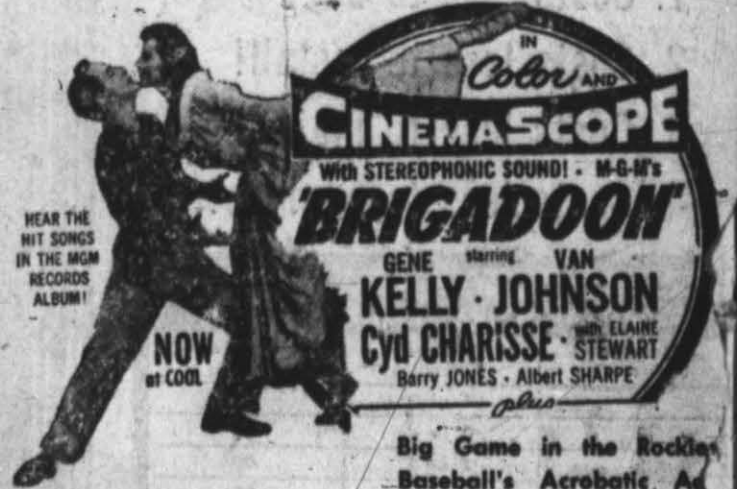 IN
Color AND
CINEMASCOPE
With STEREOPHONIC SOUND! - M-G-M's
'BRIGADOON'
HEAR THE
HIT SONGS
IN THE MGM
RECORDS
ALBUM!
GENE starring VAN
KELLY · JOHNSON
Cyd CHARISSE · with ELAINE
STEWART
Barry JONES · Albert SHARPE
NOW
at COOL
plus
Big Game in the Rockies
Baseball's Acrobatic